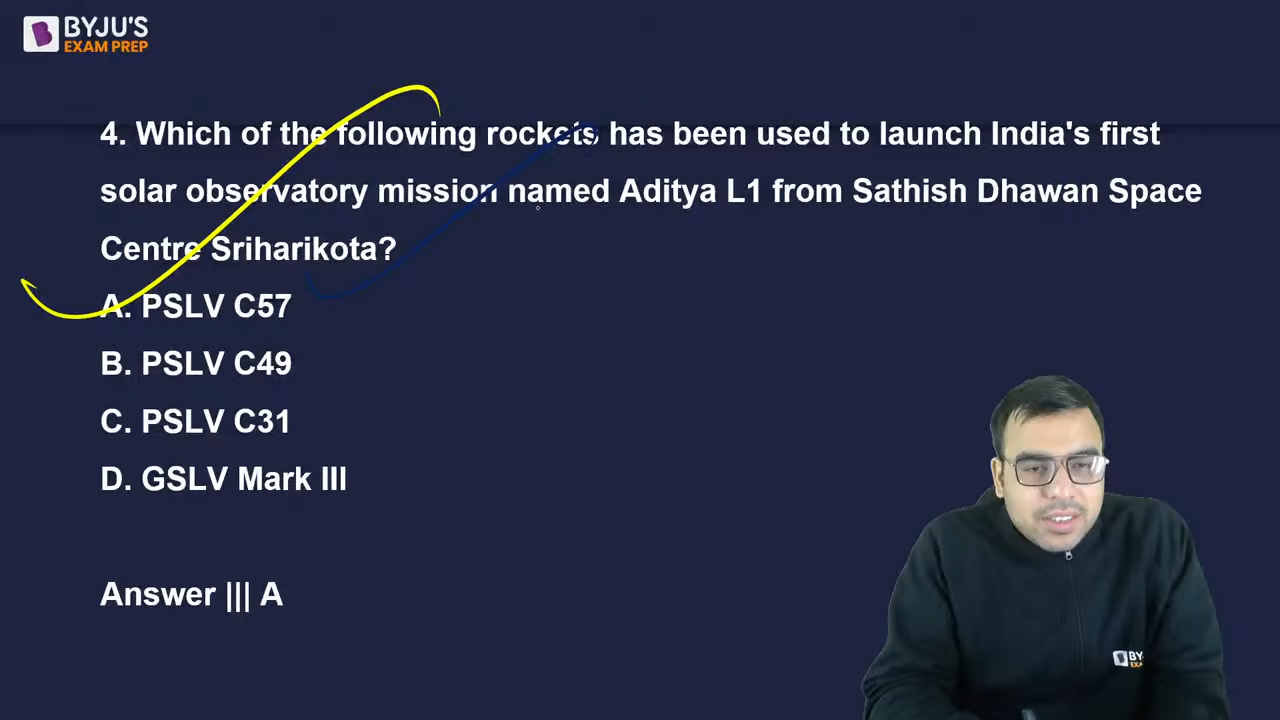 BYJU'S
EXAM PREP
4. Which of the following rockets has been used to launch India's first
solar observatory mission named Aditya L1 from Sathish Dhawan Space
Centre Sriharikota?
A. PSLV C57
B. PSLV C49
C. PSLV C31
D. GSLV Mark III
Answer ||| A
BY
EXA